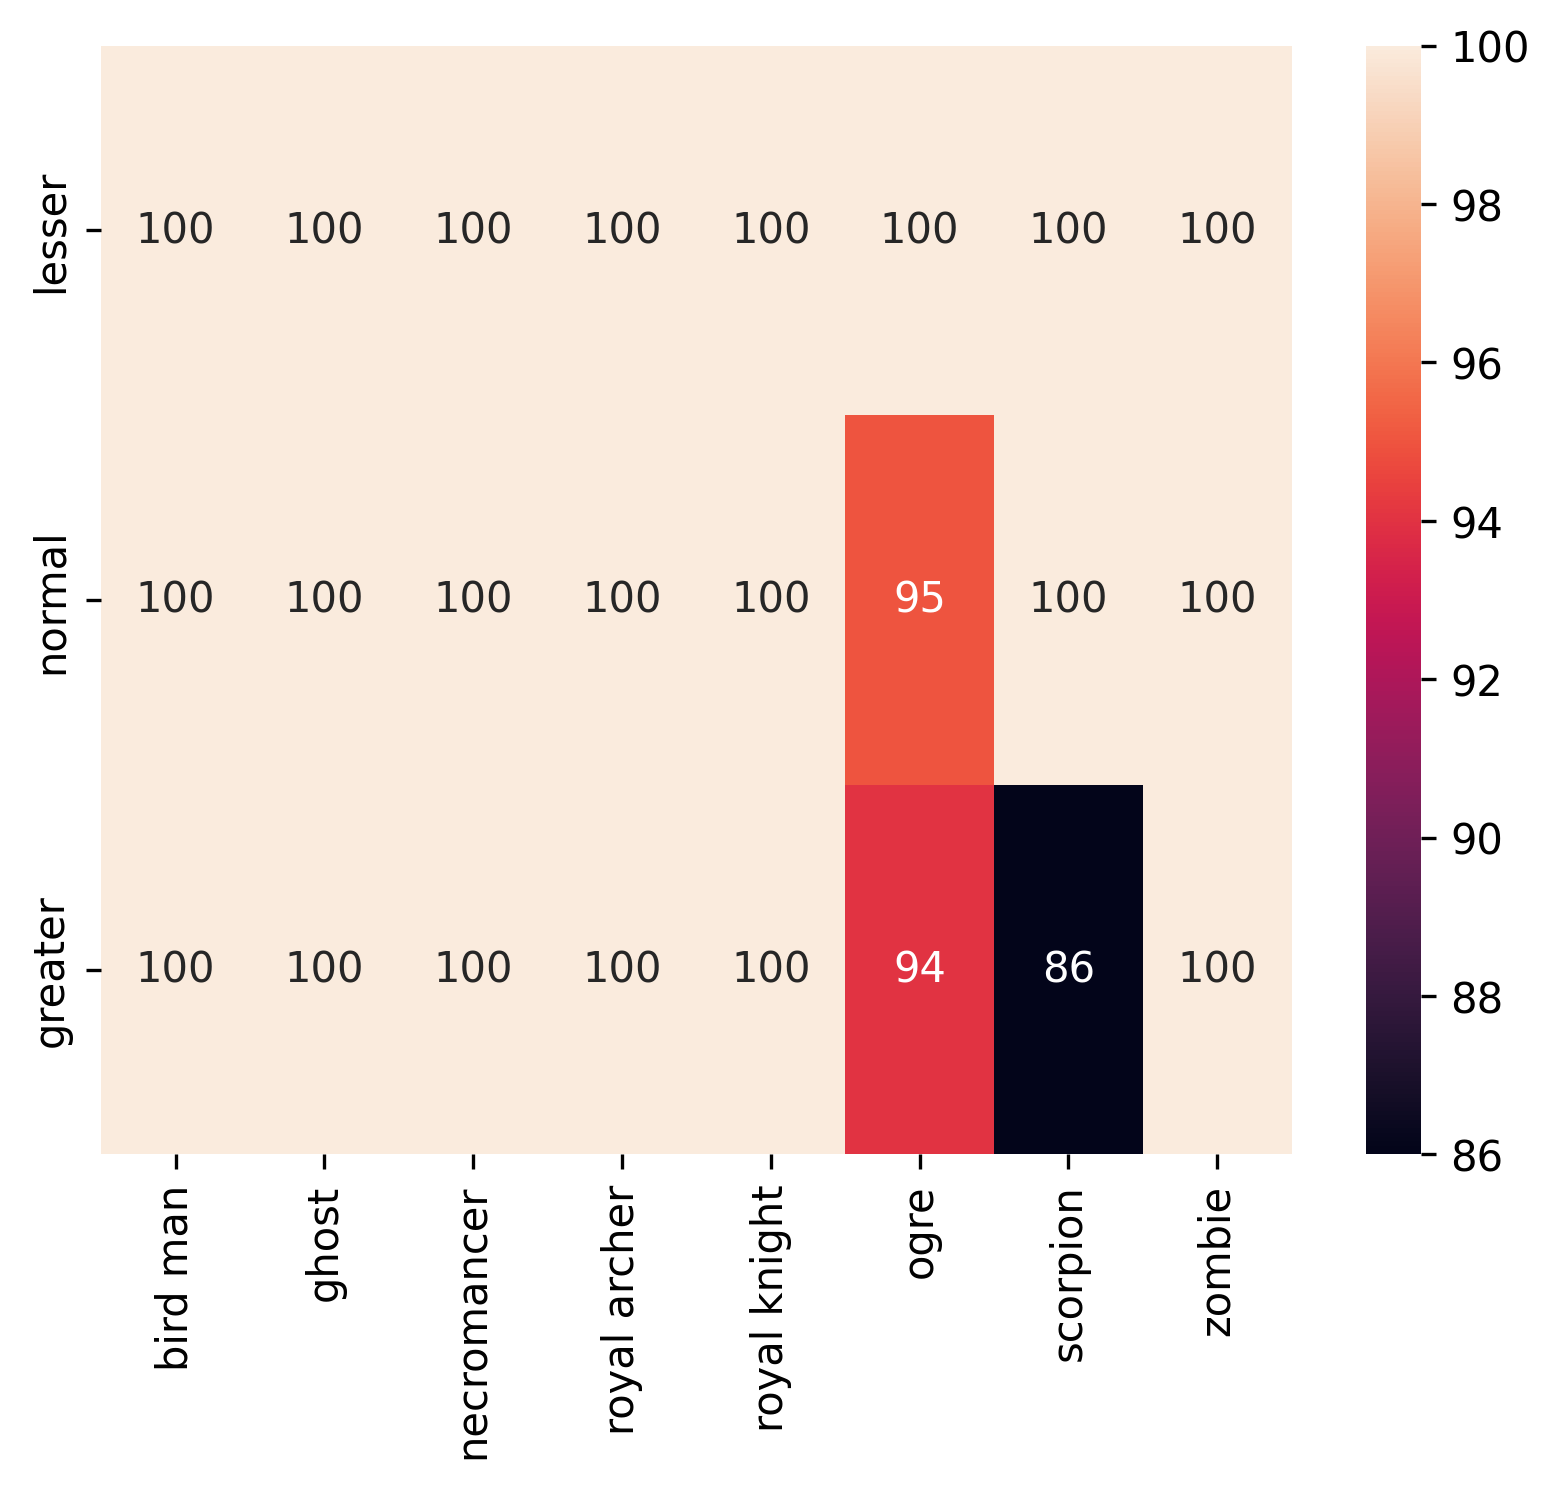 lesser 100 100 100 100 100 100 100 100
normal 100 100 100 100 100 95 100 100
greater 100 100 100 100 100 94 86 100
bird man
ghost
necromancer
royal archer
royal knight
ogre
scorpion
zombie
100
98
96
94
92
90
88
86